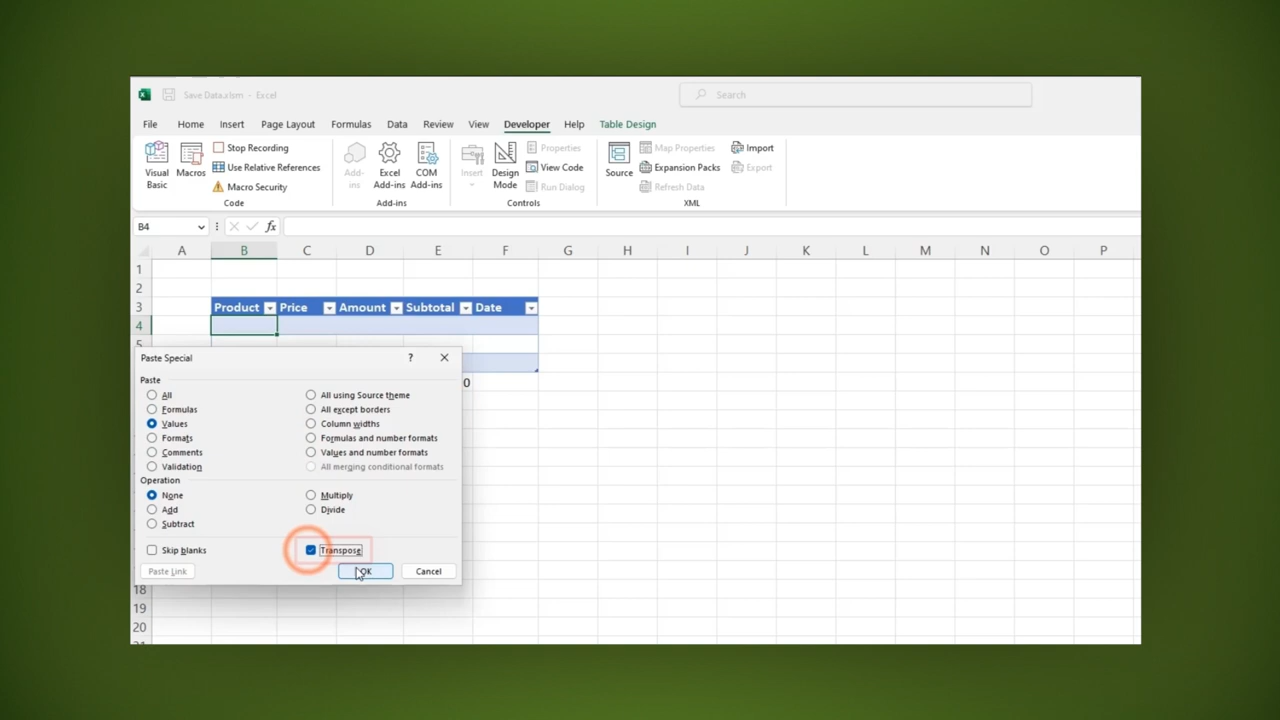 Save Data.xlsm - Excel
Search
File Home Insert Page Layout Formulas Data Review View Developer Help Table Design
Visual Basic
Macros
Stop Recording
Use Relative References
Macro Security
Code
Add-ins
Excel Add-ins
COM Add-ins
Add-ins
Insert
Design Mode
Properties
View Code
Run Dialog
Controls
Source
Map Properties
Expansion Packs
Refresh Data
Import
Export
XML
B4 fx
A B C D E F G H I J K L M N O P
1
2
3 Product Price Amount Subtotal Date
4
5
0
Paste Special ?
Paste
All All using Source theme
Formulas All except borders
Values Column widths
Formats Formulas and number formats
Comments Values and number formats
Validation All merging conditional formats
Operation
None Multiply
Add Divide
Subtract
Skip blanks Transpose
Paste Link OK Cancel
18
19
20